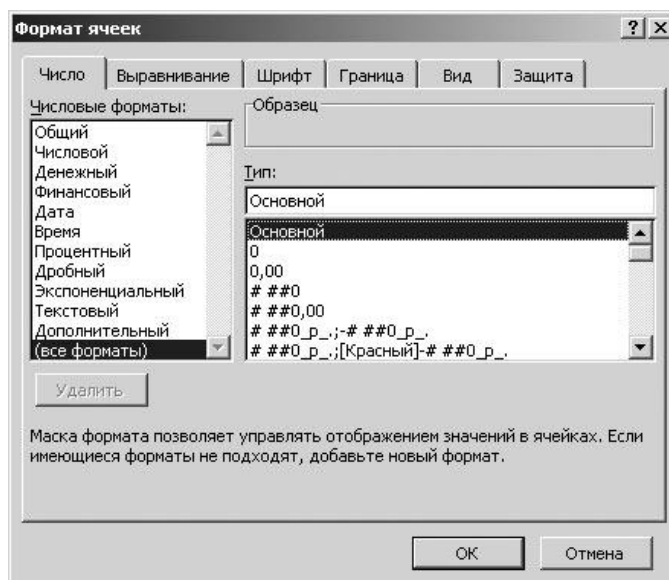 Формат ячеек
Число Выравнивание Шрифт Граница Вид Защита
Числовые форматы:
Общий
Числовой
Денежный
Финансовый
Дата
Время
Процентный
Дробный
Экспоненциальный
Текстовый
Дополнительный
(все форматы)
Образец
Тип:
Основной
Основной
0
0,00
# ##0
# ##0,00
# ##0_р_.;-# ##0_р_.
# ##0_р_.;[Красный]-# ##0_р_.
Удалить
Маска формата позволяет управлять отображением значений в ячейках. Если
имеющиеся форматы не подходят, добавьте новый формат.
ОК
Отмена